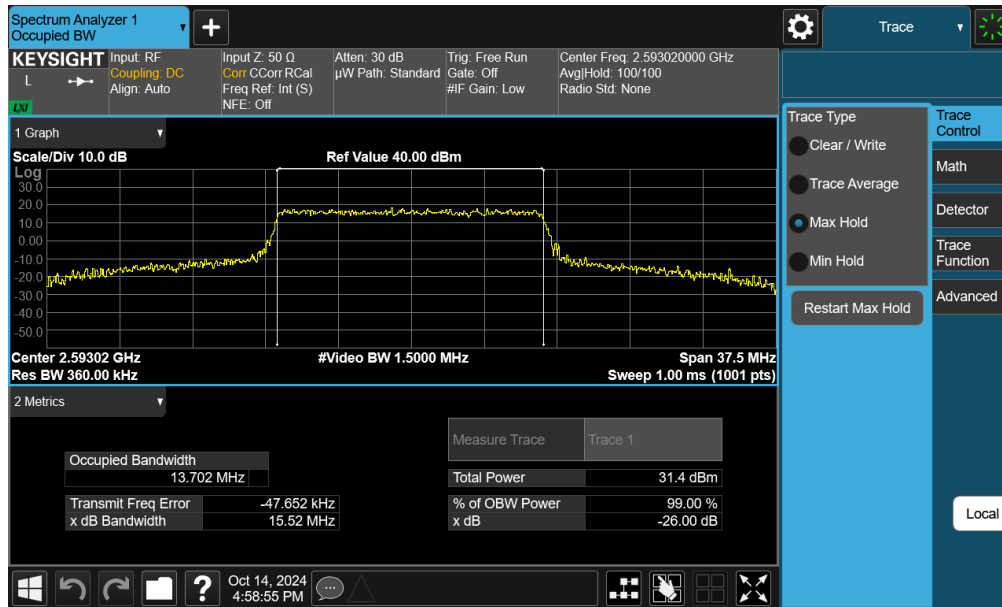 Spectrum Analyzer 1
Occupied BW
Trace
KEYSIGHT
L
LXI
Input: RF
Coupling: DC
Align: Auto
Input Z: 50 Ω
Corr CCorr RCal
Freq Ref: Int (S)
NFE: Off
Atten: 30 dB
µW Path: Standard
Trig: Free Run
Gate: Off
#IF Gain: Low
Center Freq: 2.593020000 GHz
Avg|Hold: 100/100
Radio Std: None
1 Graph
Scale/Div 10.0 dB
Ref Value 40.00 dBm
Log
30.0
20.0
10.0
0.00
-10.0
-20.0
-30.0
-40.0
-50.0
Center 2.59302 GHz
#Video BW 1.5000 MHz
Span 37.5 MHz
Res BW 360.00 kHz
Sweep 1.00 ms (1001 pts)
2 Metrics
Measure Trace
Trace 1
Occupied Bandwidth
13.702 MHz
Total Power
31.4 dBm
Transmit Freq Error
-47.652 kHz
% of OBW Power
99.00 %
x dB Bandwidth
15.52 MHz
x dB
-26.00 dB
Trace Type
Clear / Write
Trace Average
Max Hold
Min Hold
Restart Max Hold
Trace
Control
Math
Detector
Trace
Function
Advanced
Local
?
Oct 14, 2024
4:58:55 PM